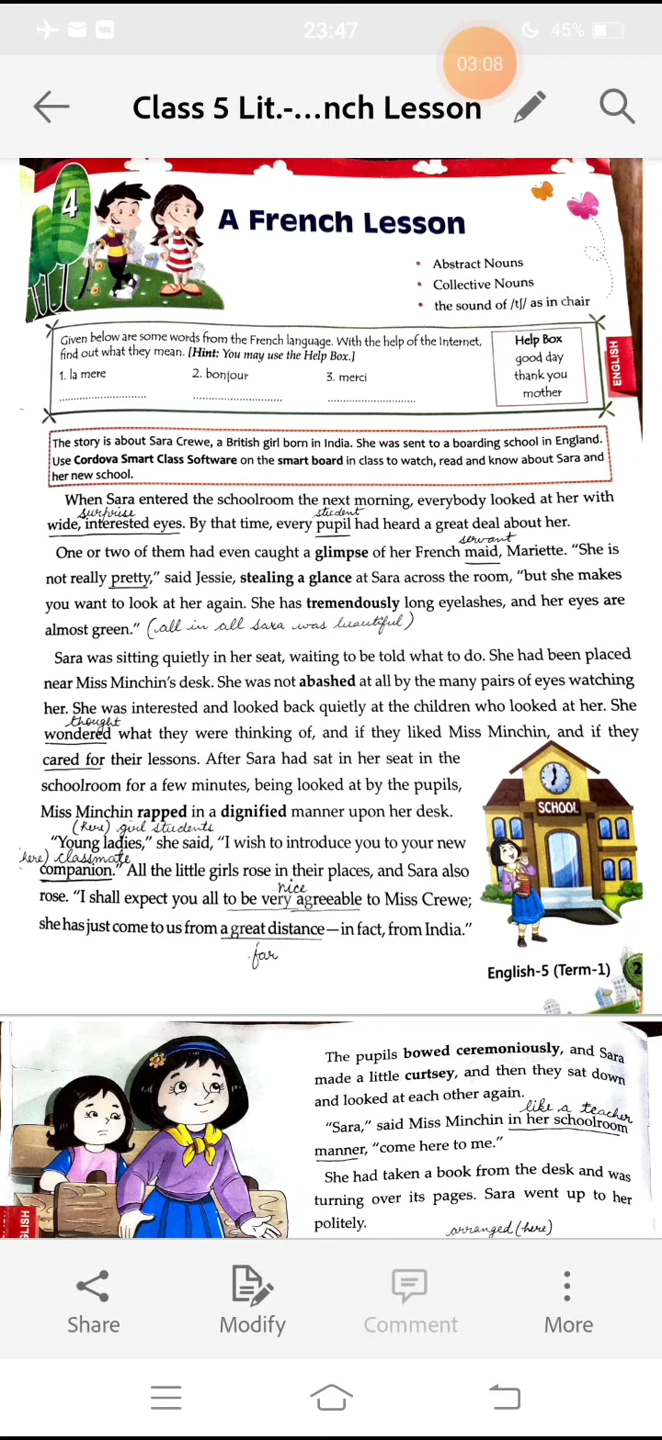 23:47
45%
03:08
Class 5 Lit.-...nch Lesson
4
A French Lesson
• Abstract Nouns
• Collective Nouns
• the sound of /tʃ/ as in chair
Given below are some words from the French language. With the help of the Internet,
find out what they mean. [Hint: You may use the Help Box.]
1. la mere 2. bonjour 3. merci
Help Box
good day
thank you
mother
ENGLISH
The story is about Sara Crewe, a British girl born in India. She was sent to a boarding school in England.
Use Cordova Smart Class Software on the smart board in class to watch, read and know about Sara and
her new school.
When Sara entered the schoolroom the next morning, everybody looked at her with
surprise student
wide, interested eyes. By that time, every pupil had heard a great deal about her.
servant
One or two of them had even caught a glimpse of her French maid, Mariette. “She is
not really pretty,” said Jessie, stealing a glance at Sara across the room, “but she makes
you want to look at her again. She has tremendously long eyelashes, and her eyes are
almost green.” (all in all sara was beautiful)
Sara was sitting quietly in her seat, waiting to be told what to do. She had been placed
near Miss Minchin’s desk. She was not abashed at all by the many pairs of eyes watching
her. She was interested and looked back quietly at the children who looked at her. She
thought
wondered what they were thinking of, and if they liked Miss Minchin, and if they
cared for their lessons. After Sara had sat in her seat in the
schoolroom for a few minutes, being looked at by the pupils,
Miss Minchin rapped in a dignified manner upon her desk.
(here) girl students
“Young ladies,” she said, “I wish to introduce you to your new
here) classmate
companion.” All the little girls rose in their places, and Sara also
nice
rose. “I shall expect you all to be very agreeable to Miss Crewe;
she has just come to us from a great distance—in fact, from India.”
far
SCHOOL
English-5 (Term-1) 2
The pupils bowed ceremoniously, and Sara
made a little curtsey, and then they sat down
and looked at each other again.
like a teacher
“Sara,” said Miss Minchin in her schoolroom
manner, “come here to me.”
She had taken a book from the desk and was
turning over its pages. Sara went up to her
politely.
arranged (here)
GLISH
Share Modify Comment More